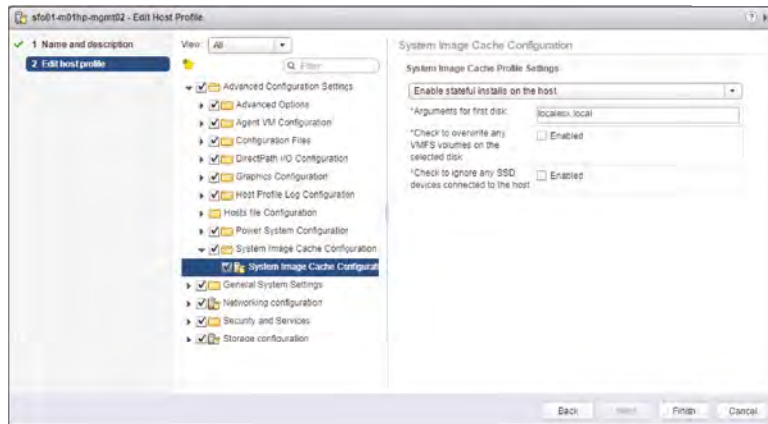 sfo01-m01hp-mgmt02 - Edit Host Profile
1 Name and description
2 Edit host profile
View: All
Filter
Advanced Configuration Settings
Advanced Options
Agent VM Configuration
Configuration Files
DirectPath I/O Configuration
Graphics Configuration
Host Profile Log Configuration
Hosts file Configuration
Power System Configuration
System Image Cache Configuration
System Image Cache Configurati
General System Settings
Networking configuration
Security and Services
Storage configuration
System Image Cache Configuration
System Image Cache Profile Settings
Enable stateful installs on the host
*Arguments for first disk: localesx,local
*Check to overwrite any VMFS volumes on the selected disk
Enabled
*Check to ignore any SSD devices connected to the host
Enabled
Back
Next
Finish
Cancel